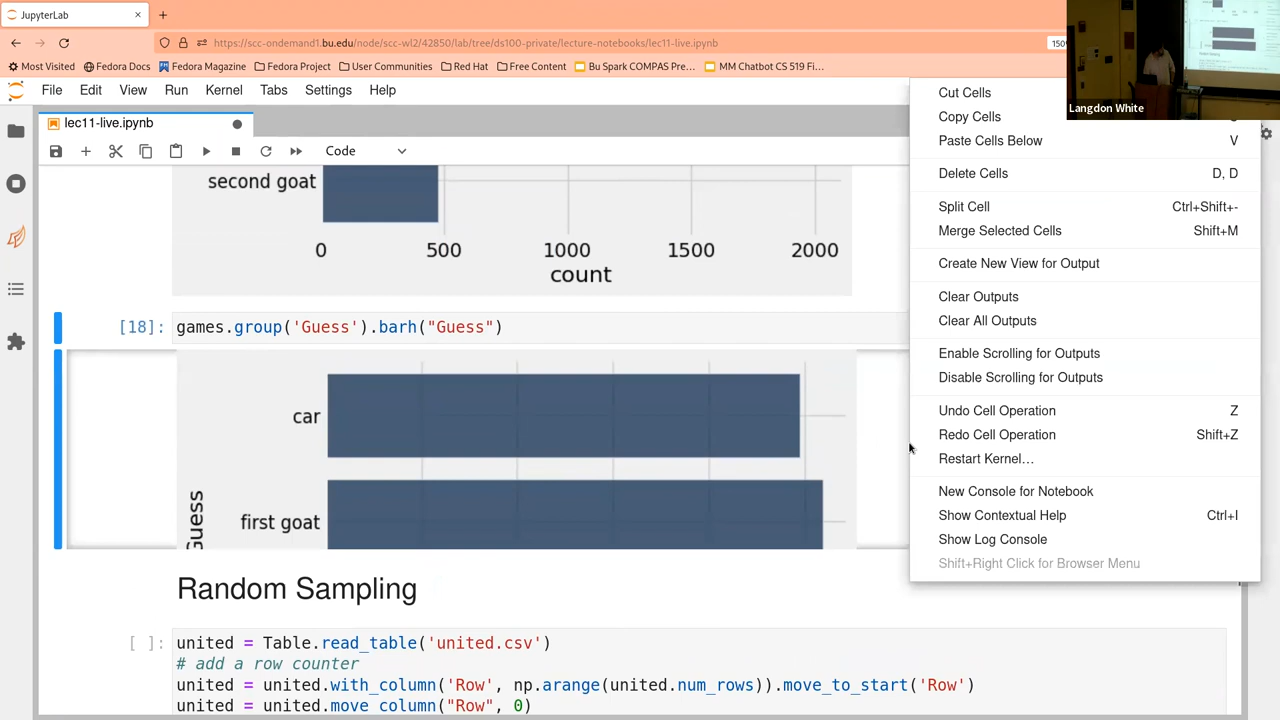 JupyterLab
https://scc-ondemand1.bu.edu/node/scc-wl2/42850/lab/tree/ds100-private/lecture-notebooks/lec11-live.ipynb
150%
Most Visited
Fedora Docs
Fedora Magazine
Fedora Project
User Communities
Red Hat
Free Content
Bu Spark COMPAS Pre…
MM Chatbot CS 519 Fi…
Langdon White
File Edit View Run Kernel Tabs Settings Help
lec11-live.ipynb
Code
second goat
0 500 1000 1500 2000
count
[18]: games.group('Guess').barh("Guess")
car
first goat
Guess
Random Sampling
[ ]: united = Table.read_table('united.csv')
# add a row counter
united = united.with_column('Row', np.arange(united.num_rows)).move_to_start('Row')
united = united.move_column("Row", 0)
Cut Cells
Copy Cells
Paste Cells Below V
Delete Cells D, D
Split Cell Ctrl+Shift+-
Merge Selected Cells Shift+M
Create New View for Output
Clear Outputs
Clear All Outputs
Enable Scrolling for Outputs
Disable Scrolling for Outputs
Undo Cell Operation Z
Redo Cell Operation Shift+Z
Restart Kernel…
New Console for Notebook
Show Contextual Help Ctrl+I
Show Log Console
Shift+Right Click for Browser Menu